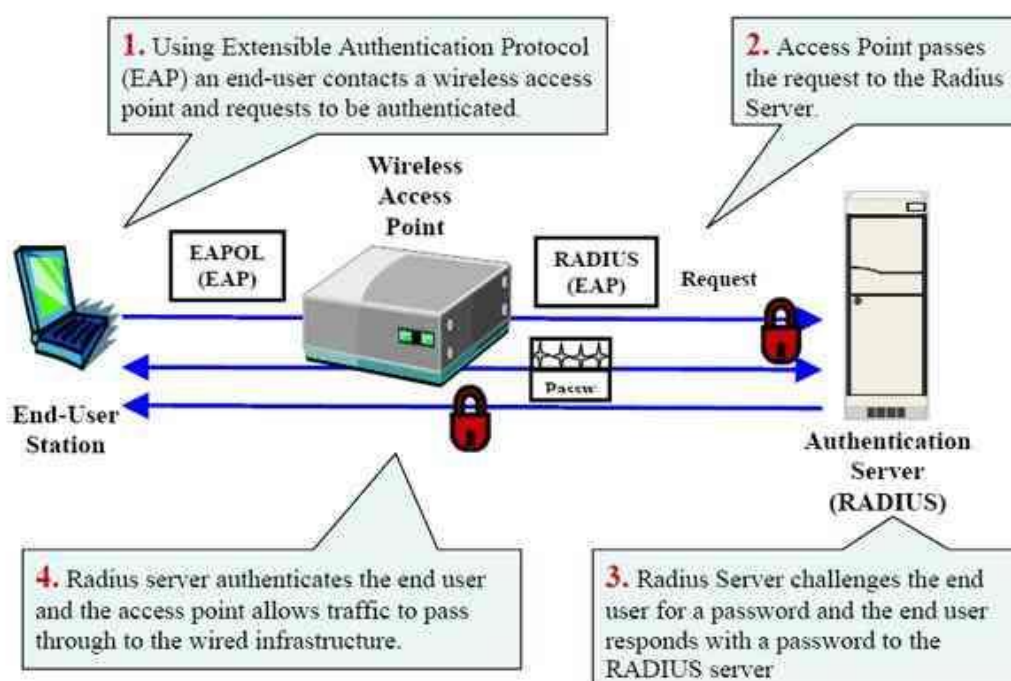 1. Using Extensible Authentication Protocol
(EAP) an end-user contacts a wireless access
point and requests to be authenticated.
2. Access Point passes
the request to the Radius
Server.
Wireless
Access
Point
EAPOL
(EAP)
RADIUS
(EAP)
Request
Passw
End-User
Station
Authentication
Server
(RADIUS)
4. Radius server authenticates the end user
and the access point allows traffic to pass
through to the wired infrastructure.
3. Radius Server challenges the end
user for a password and the end user
responds with a password to the
RADIUS server